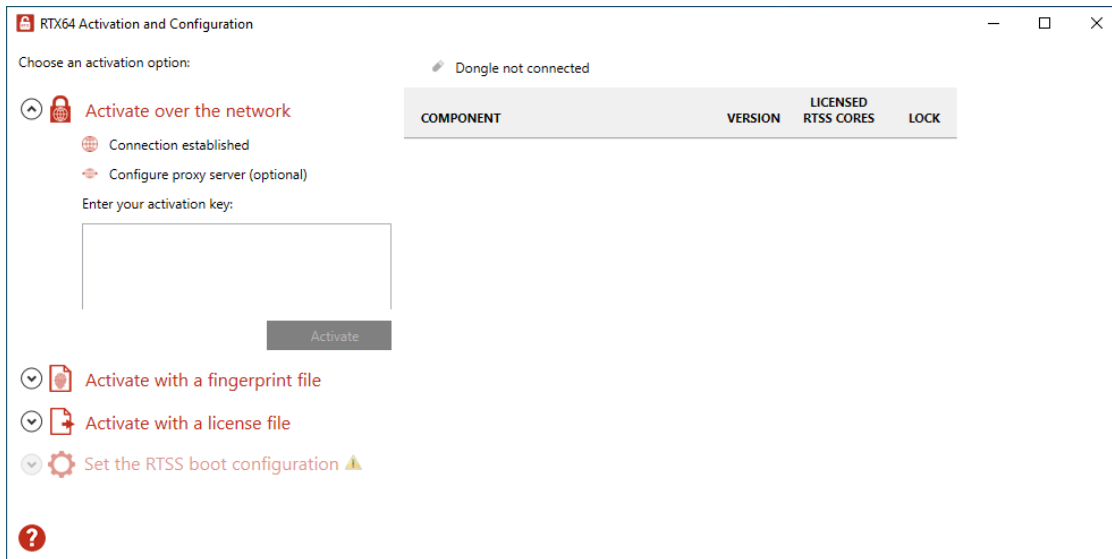 RTX64 Activation and Configuration
Choose an activation option:
Dongle not connected
Activate over the network
Connection established
Configure proxy server (optional)
Enter your activation key:
Activate
Activate with a fingerprint file
Activate with a license file
Set the RTSS boot configuration
?
COMPONENT VERSION LICENSED RTSS CORES LOCK